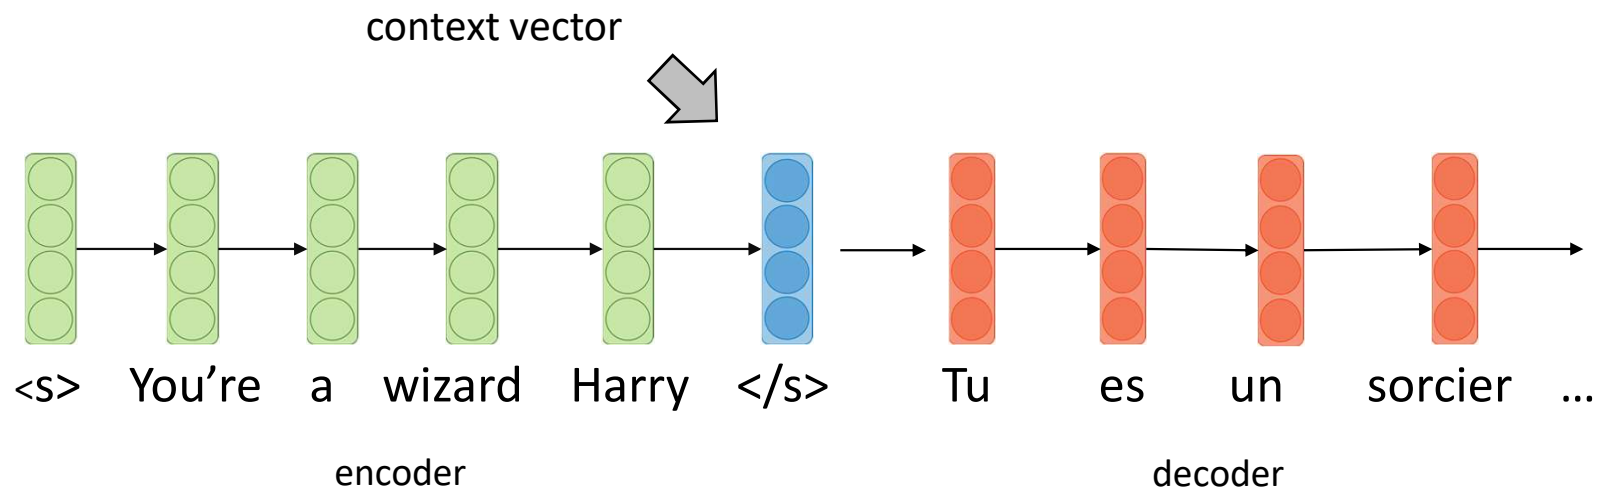 context vector
<s> You’re a wizard Harry </s> Tu es un sorcier ...
encoder decoder